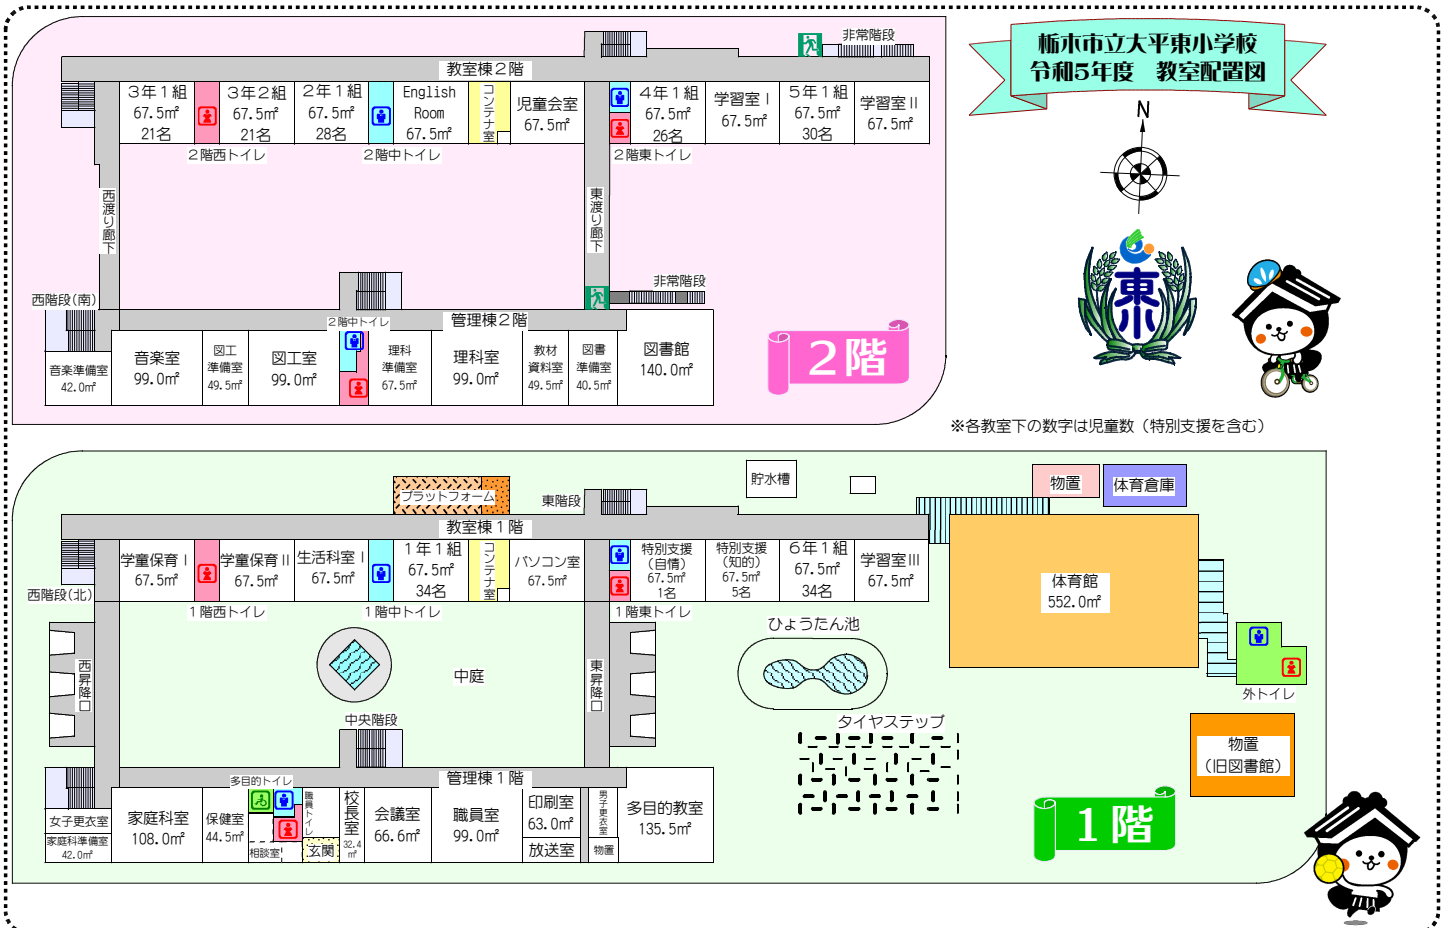 栃木市立大平東小学校
令和5年度　教室配置図
N
東小
※各教室下の数字は児童数（特別支援を含む）
２階
非常階段
教室棟２階
３年１組
67.5㎡
21名
３年２組
67.5㎡
21名
２年１組
67.5㎡
28名
English
Room
67.5㎡
コンテナ室
児童会室
67.5㎡
４年１組
67.5㎡
26名
学習室Ⅰ
67.5㎡
５年１組
67.5㎡
30名
学習室Ⅱ
67.5㎡
２階西トイレ
２階中トイレ
２階東トイレ
西渡り廊下
東渡り廊下
非常階段
西階段(南)
２階中トイレ
管理棟２階
音楽準備室
42.0㎡
音楽室
99.0㎡
図工
準備室
49.5㎡
図工室
99.0㎡
理科
準備室
67.5㎡
理科室
99.0㎡
教材
資料室
49.5㎡
図書
準備室
40.5㎡
図書館
140.0㎡
１階
プラットフォーム
東階段
貯水槽
物置
体育倉庫
教室棟１階
学童保育Ⅰ
67.5㎡
学童保育Ⅱ
67.5㎡
生活科室Ⅰ
67.5㎡
１年１組
67.5㎡
34名
コンテナ室
パソコン室
67.5㎡
特別支援
(自情)
67.5㎡
1名
特別支援
(知的)
67.5㎡
5名
６年１組
67.5㎡
34名
学習室Ⅲ
67.5㎡
体育館
552.0㎡
西階段(北)
１階西トイレ
１階中トイレ
１階東トイレ
西昇降口
中庭
東昇降口
ひょうたん池
タイヤステップ
外トイレ
物置
（旧図書館）
中央階段
多目的トイレ
管理棟１階
女子更衣室
家庭科準備室
42.0㎡
家庭科室
108.0㎡
保健室
44.5㎡
相談室
職員トイレ
玄関
校長室
32.4
㎡
会議室
66.6㎡
職員室
99.0㎡
印刷室
63.0㎡
放送室
男子更衣室
物置
多目的教室
135.5㎡